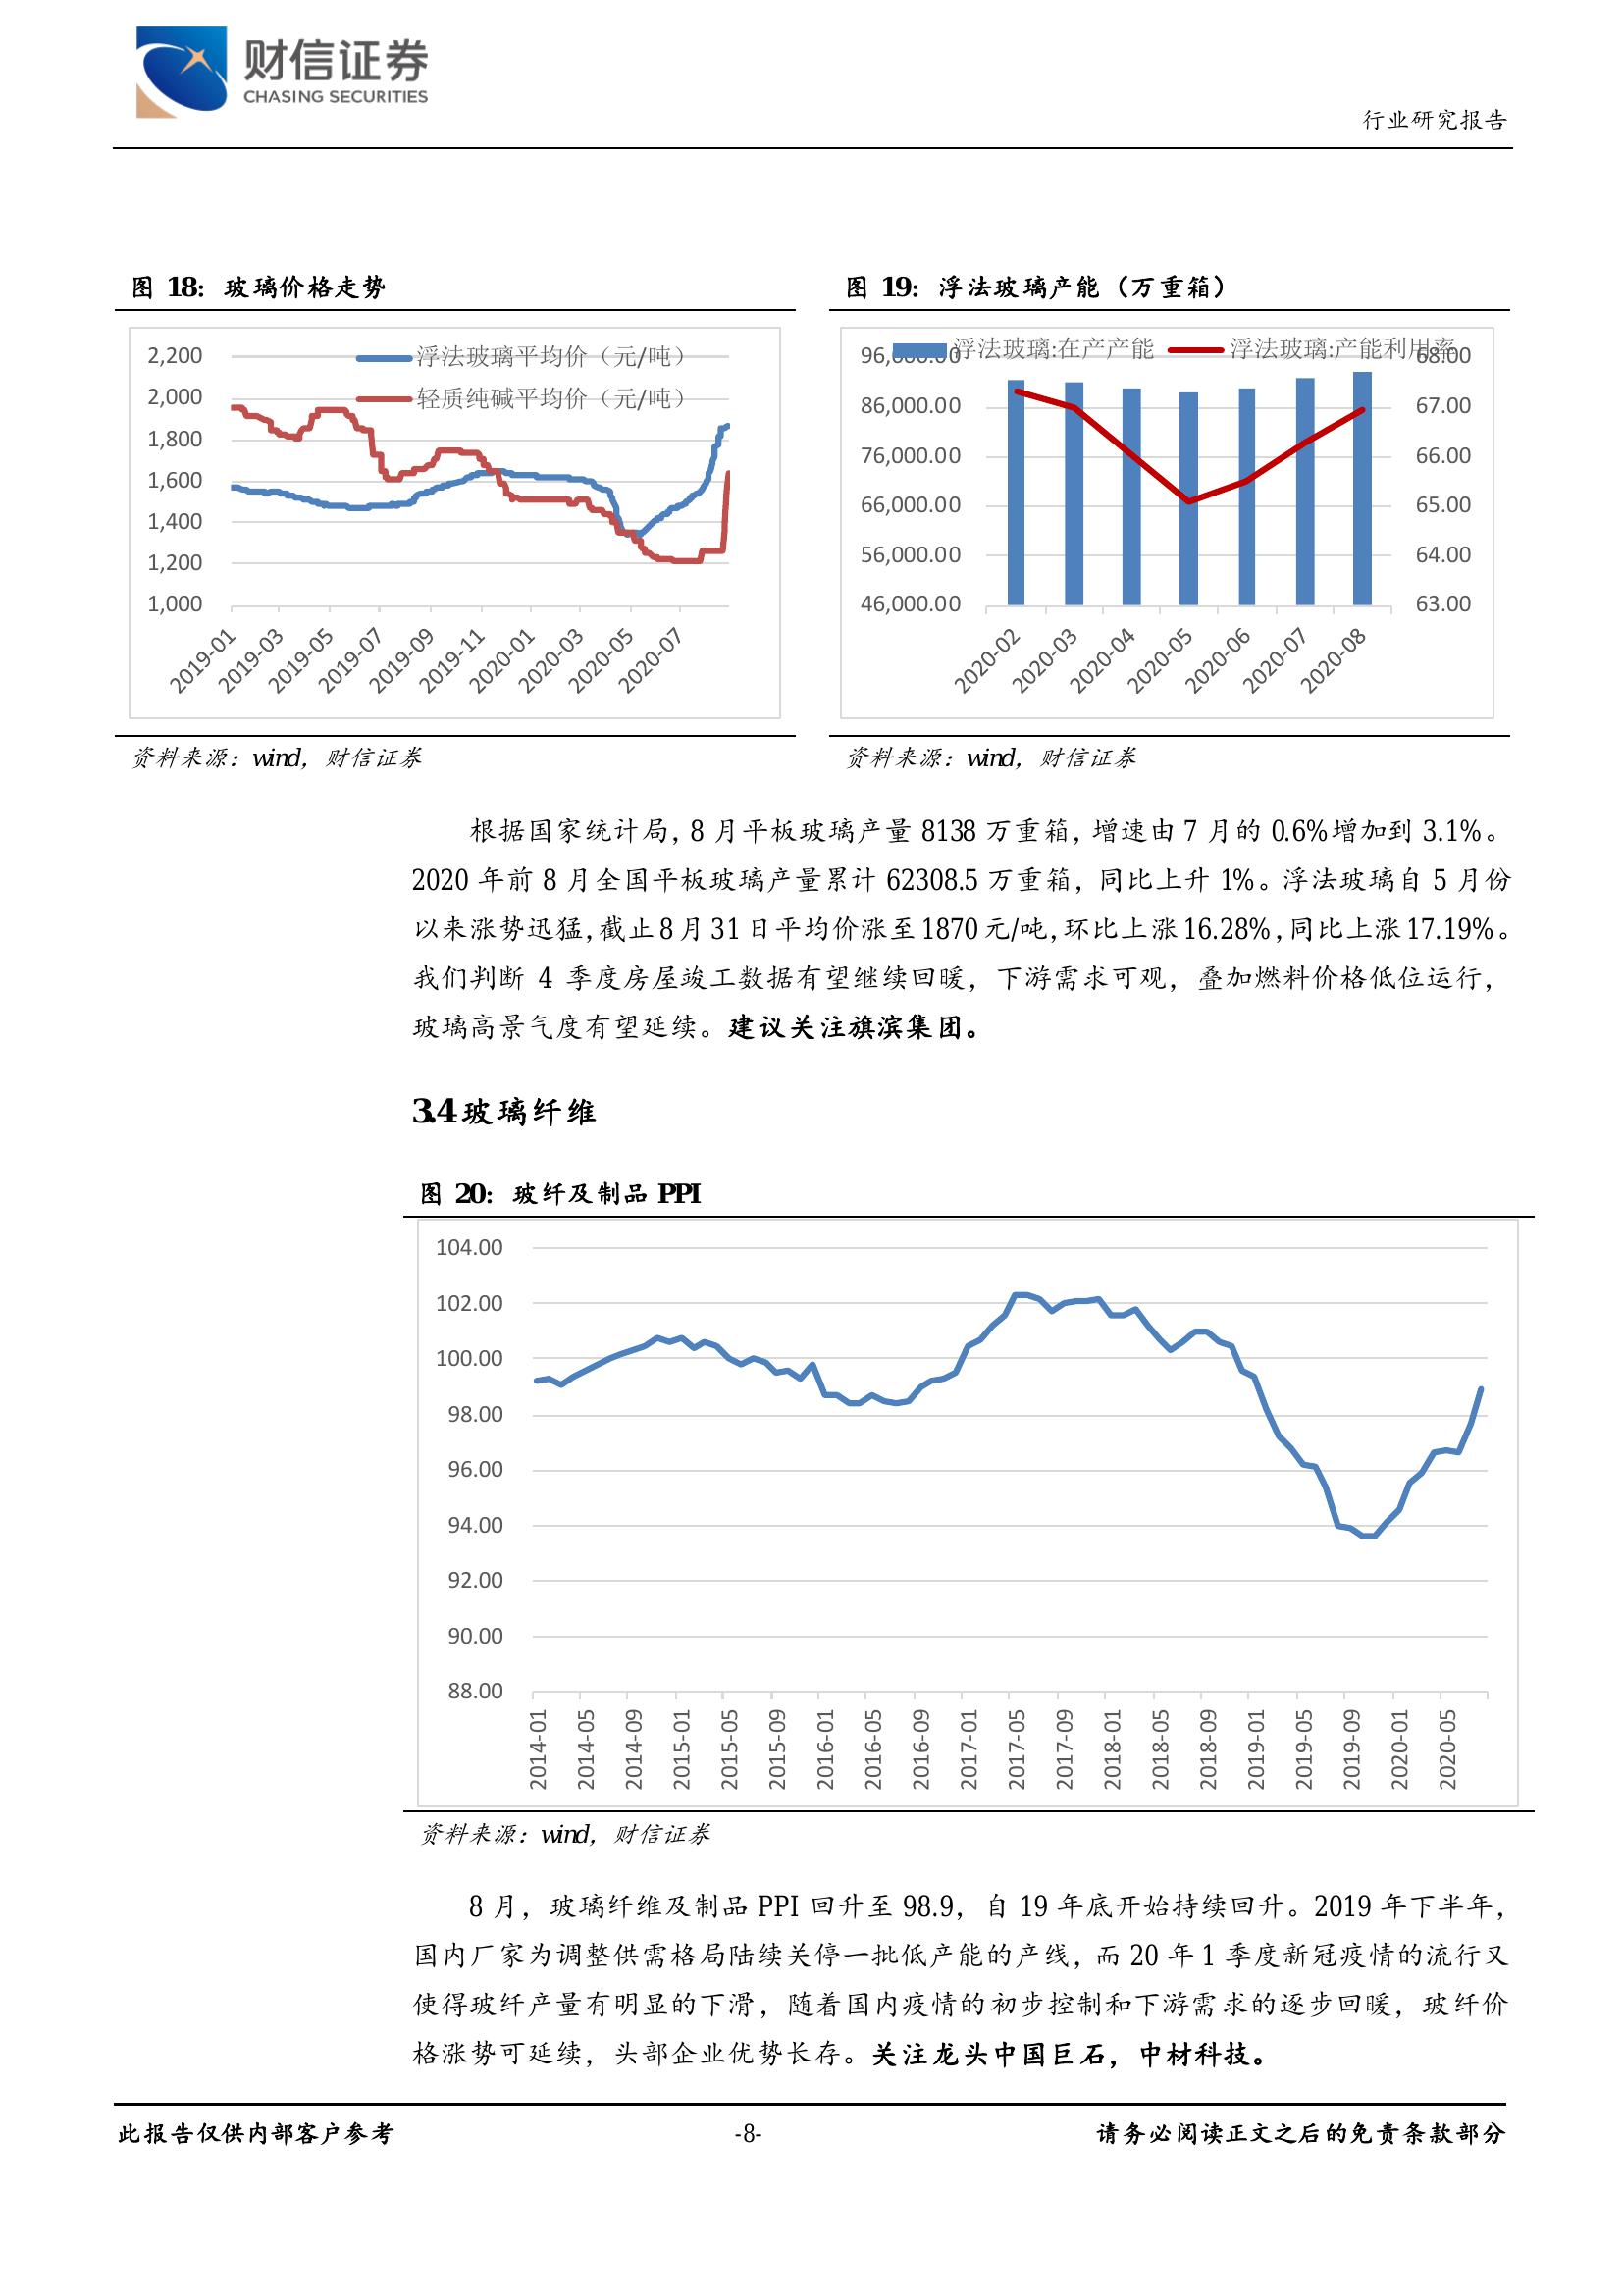 财信证券
CHASING SECURITIES
行业研究报告
图 18：玻璃价格走势
2,200
2,000
1,800
1,600
1,400
1,200
1,000
浮法玻璃平均价（元/吨）
轻质纯碱平均价（元/吨）
2019-01
2019-03
2019-05
2019-07
2019-09
2019-11
2020-01
2020-03
2020-05
2020-07
资料来源：wind，财信证券
图 19：浮法玻璃产能（万重箱）
浮法玻璃:在产产能
浮法玻璃:产能利用率
96,000.00
86,000.00
76,000.00
66,000.00
56,000.00
46,000.00
68.00
67.00
66.00
65.00
64.00
63.00
2020-02
2020-03
2020-04
2020-05
2020-06
2020-07
2020-08
资料来源：wind，财信证券
根据国家统计局，8 月平板玻璃产量 8138 万重箱，增速由 7 月的 0.6%增加到 3.1%。
2020 年前 8 月全国平板玻璃产量累计 62308.5 万重箱，同比上升 1%。浮法玻璃自 5 月份
以来涨势迅猛，截止 8 月 31 日平均价涨至 1870 元/吨，环比上涨 16.28%，同比上涨 17.19%。
我们判断 4 季度房屋竣工数据有望继续回暖，下游需求可观，叠加燃料价格低位运行，
玻璃高景气度有望延续。建议关注旗滨集团。
3.4 玻璃纤维
图 20：玻纤及制品 PPI
104.00
102.00
100.00
98.00
96.00
94.00
92.00
90.00
88.00
2014-01
2014-05
2014-09
2015-01
2015-05
2015-09
2016-01
2016-05
2016-09
2017-01
2017-05
2017-09
2018-01
2018-05
2018-09
2019-01
2019-05
2019-09
2020-01
2020-05
资料来源：wind，财信证券
8 月，玻璃纤维及制品 PPI 回升至 98.9，自 19 年底开始持续回升。2019 年下半年，
国内厂家为调整供需格局陆续关停一批低产能的产线，而 20 年 1 季度新冠疫情的流行又
使得玻纤产量有明显的下滑，随着国内疫情的初步控制和下游需求的逐步回暖，玻纤价
格涨势可延续，头部企业优势长存。关注龙头中国巨石，中材科技。
此报告仅供内部客户参考
-8-
请务必阅读正文之后的免责条款部分